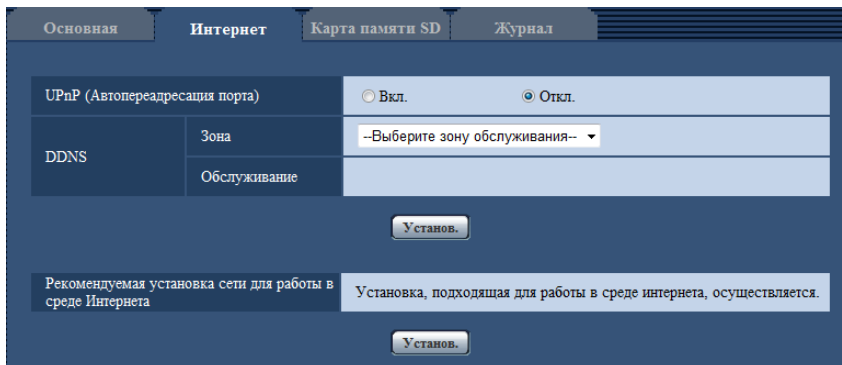 Основная Интернет Карта памяти SD Журнал
UPnP (Автопереадресация порта) Вкл. Откл.
DDNS
Зона --Выберите зону обслуживания--
Обслуживание
Установ.
Рекомендуемая установка сети для работы в
среде Интернета
Установка, подходящая для работы в среде интернета, осуществляется.
Установ.